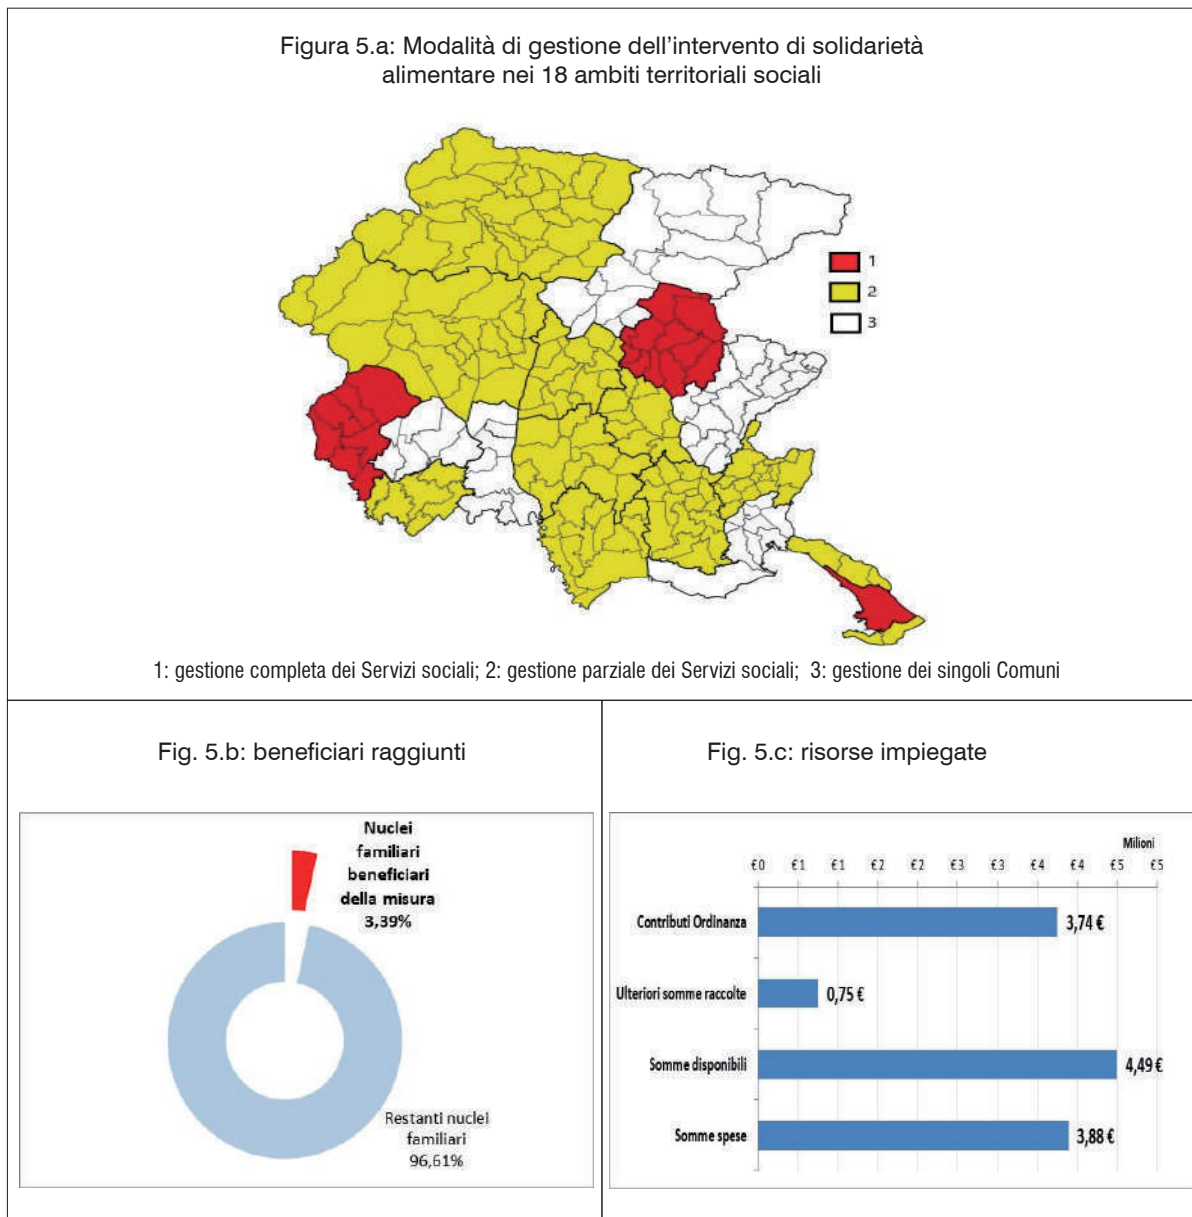 Figura 5.a: Modalità di gestione dell'intervento di solidarietà
alimentare nei 18 ambiti territoriali sociali
1
2
3
1: gestione completa dei Servizi sociali; 2: gestione parziale dei Servizi sociali; 3: gestione dei singoli Comuni
Fig. 5.b: beneficiari raggiunti
Nuclei
familiari
beneficiari
della misura
3,39%
Restanti nuclei
familiari
96,61%
Fig. 5.c: risorse impiegate
Milioni
€0 €1 €1 €2 €2 €3 €3 €4 €4 €5 €5
Contributi Ordinanza 3,74 €
Ulteriori somme raccolte 0,75 €
Somme disponibili 4,49 €
Somme spese 3,88 €